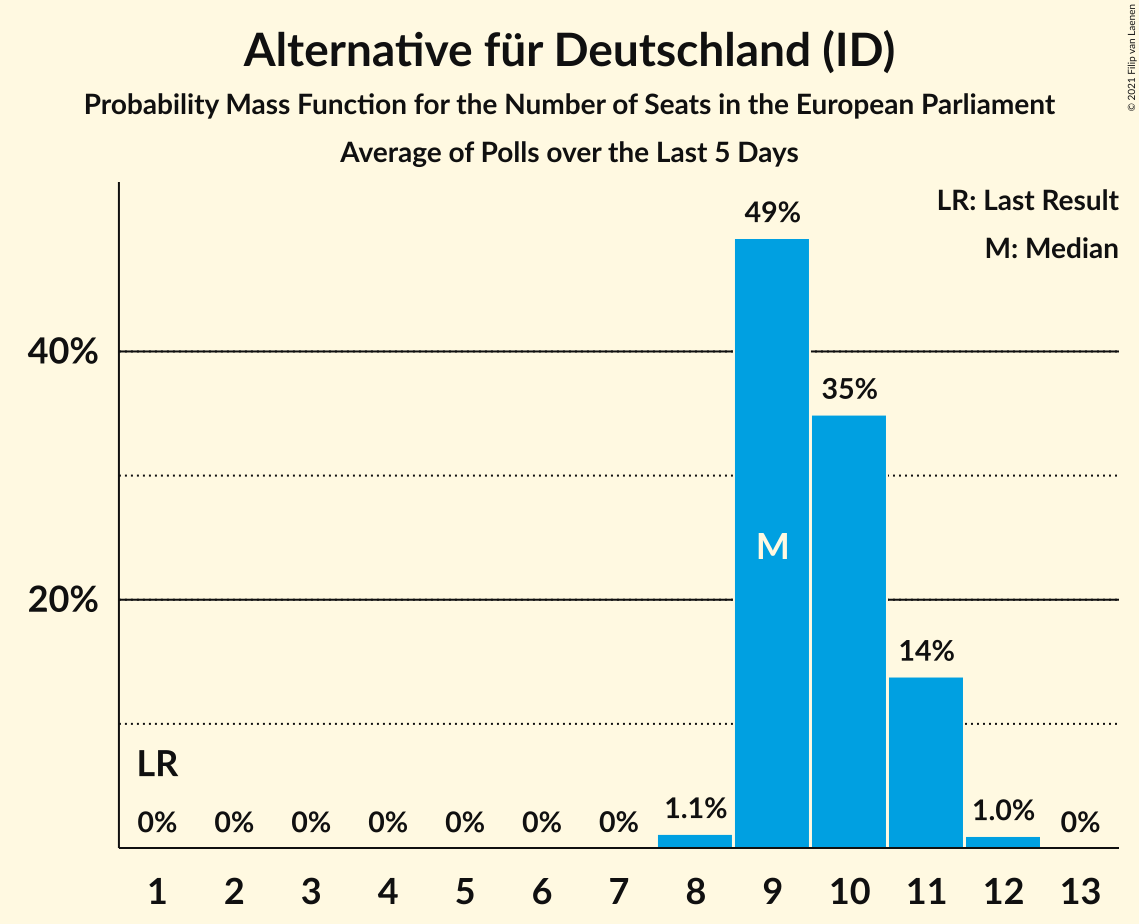 Alternative für Deutschland (ID)
Probability Mass Function for the Number of Seats in the European Parliament
Average of Polls over the Last 5 Days
© 2021 Filip van Laenen
LR: Last Result
M: Median
49%
40%
35%
M
20%
14%
LR
0% 0% 0% 0% 0% 0% 0% 1.1% 1.0% 0%
1 2 3 4 5 6 7 8 9 10 11 12 13